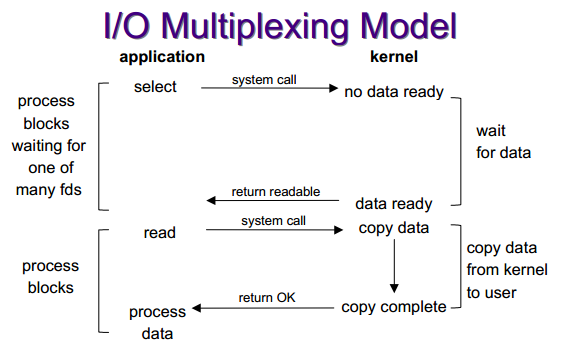 I/O Multiplexing Model
application
kernel
select
system call
no data ready
process
blocks
waiting for
one of
many fds
wait
for data
return readable
data ready
read
system call
copy data
process
blocks
copy data
from kernel
to user
return OK
copy complete
process
data